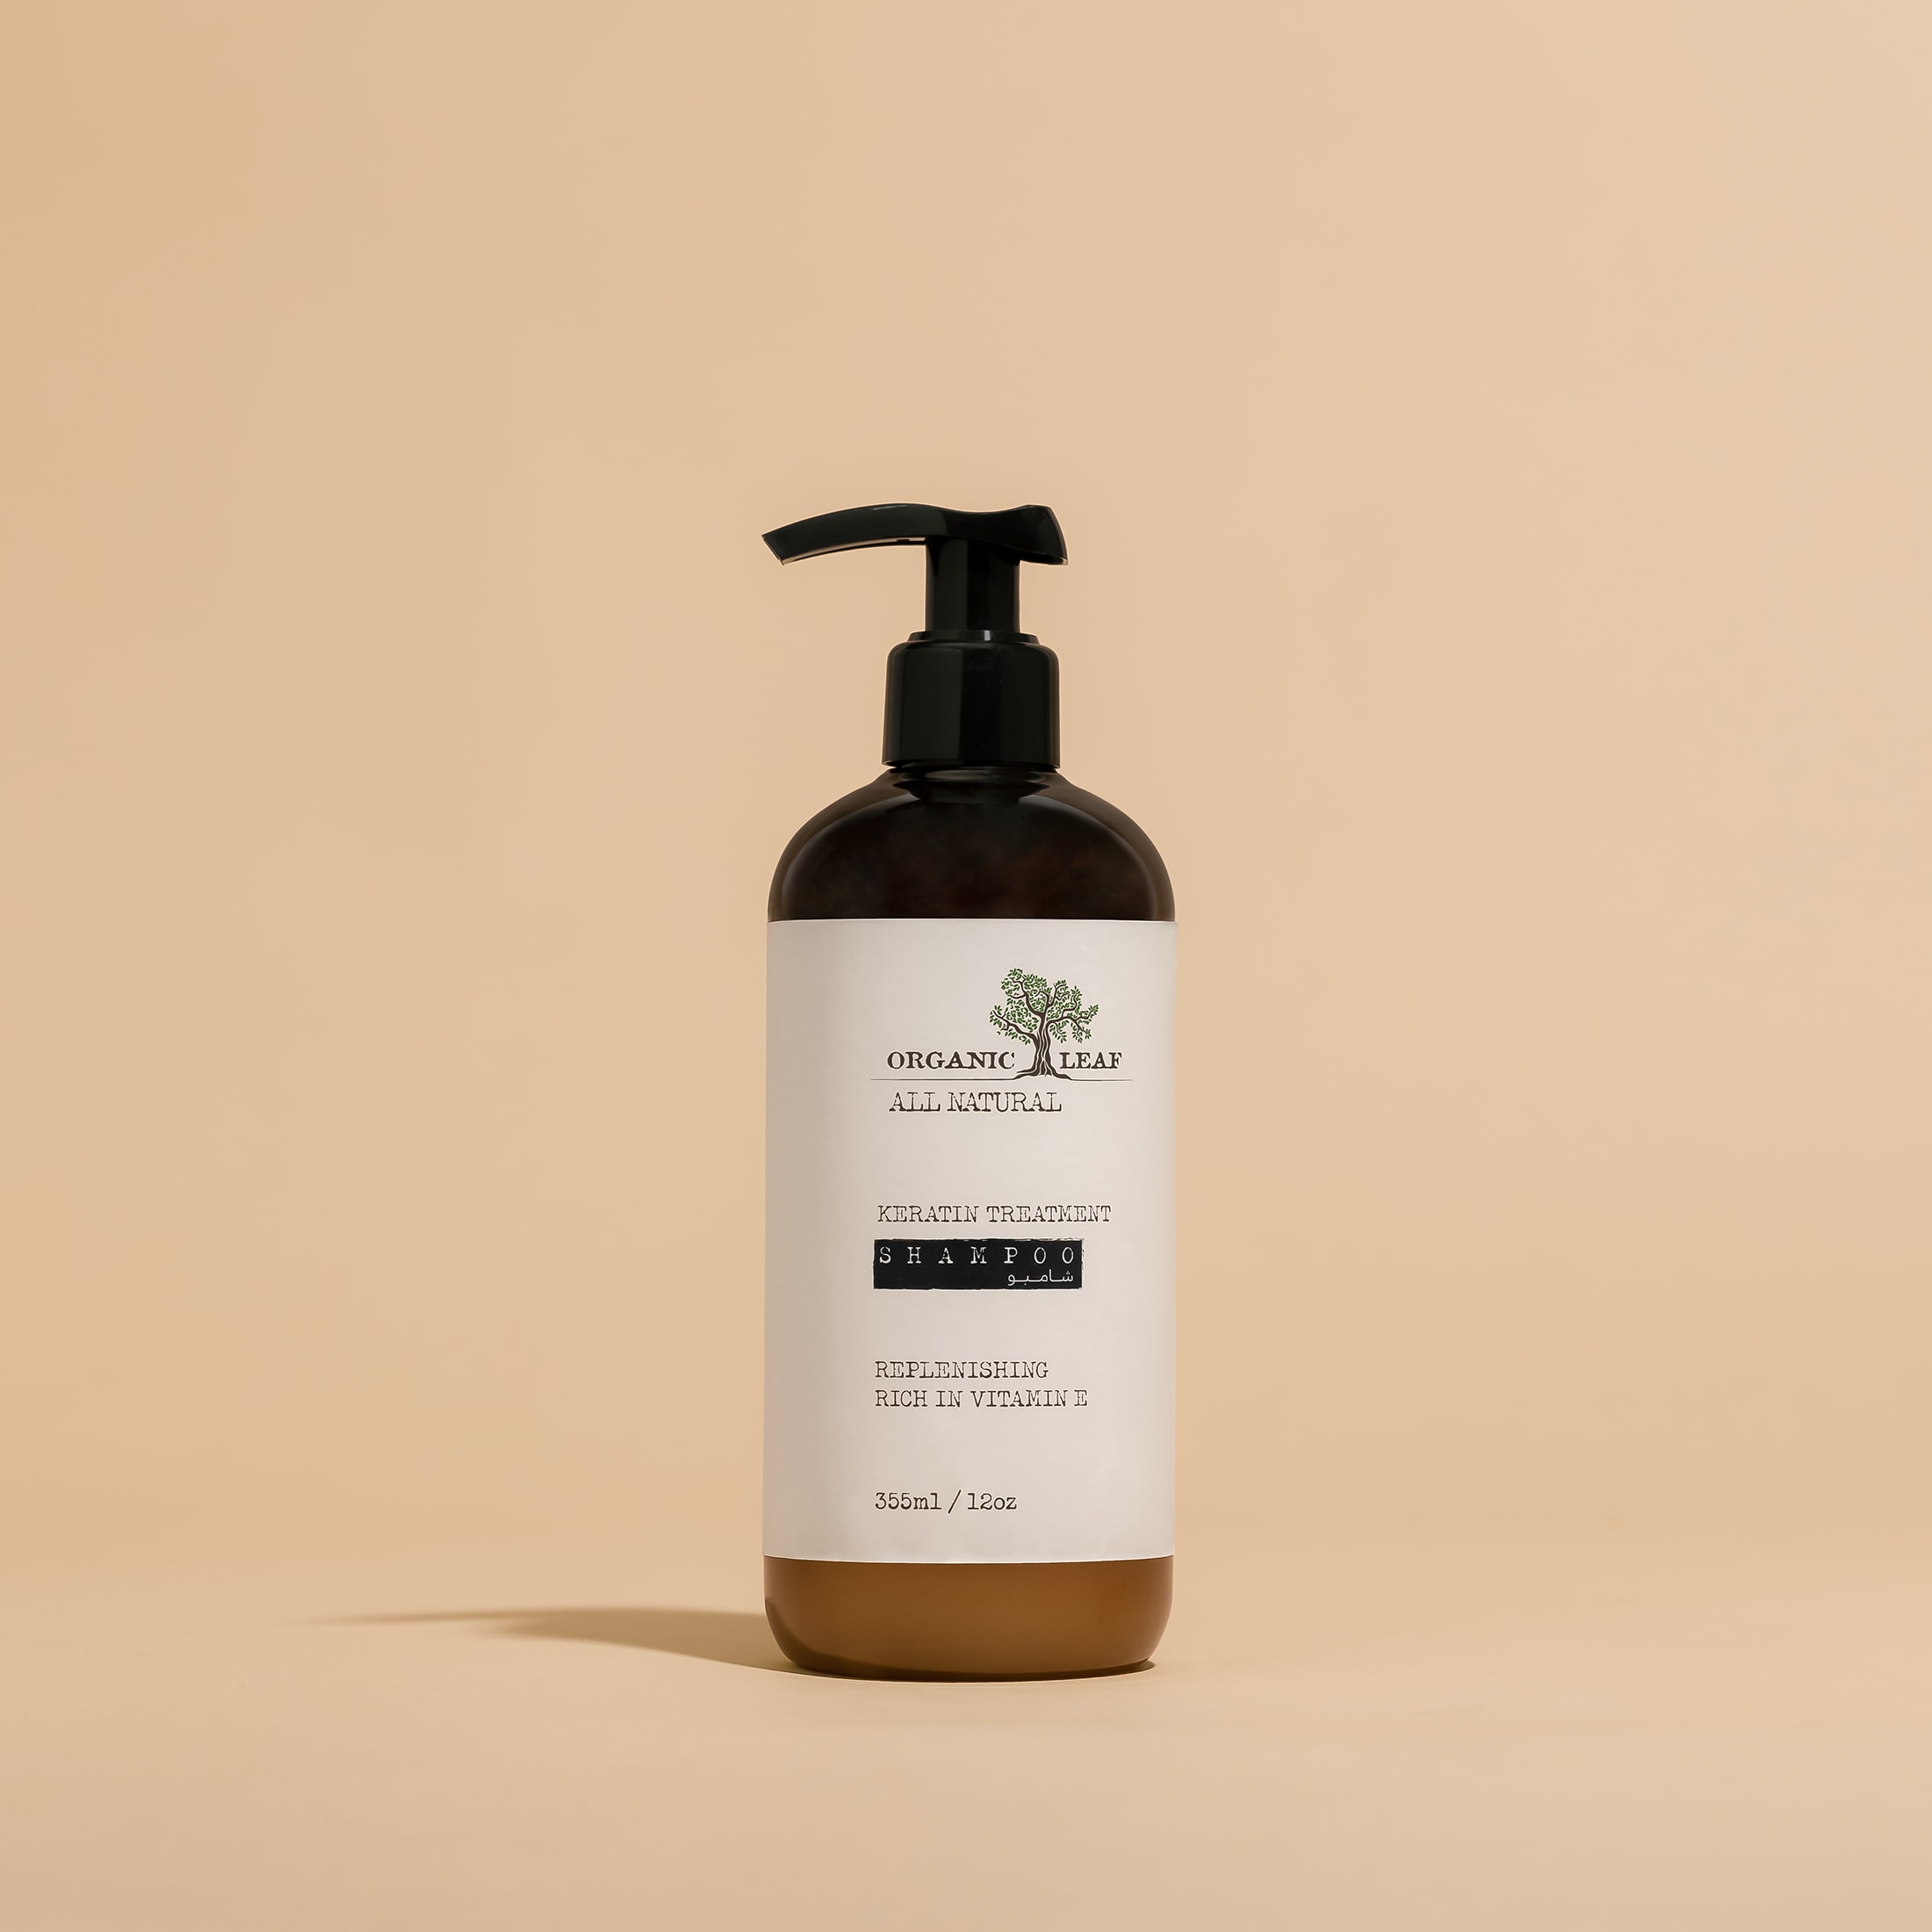 ORGANIC LEAF
ALL NATURAL
KERATIN TREATMENT
SHAMPOO
شامبو
REPLENISHING
RICH IN VITAMIN E
355ml / 12oz